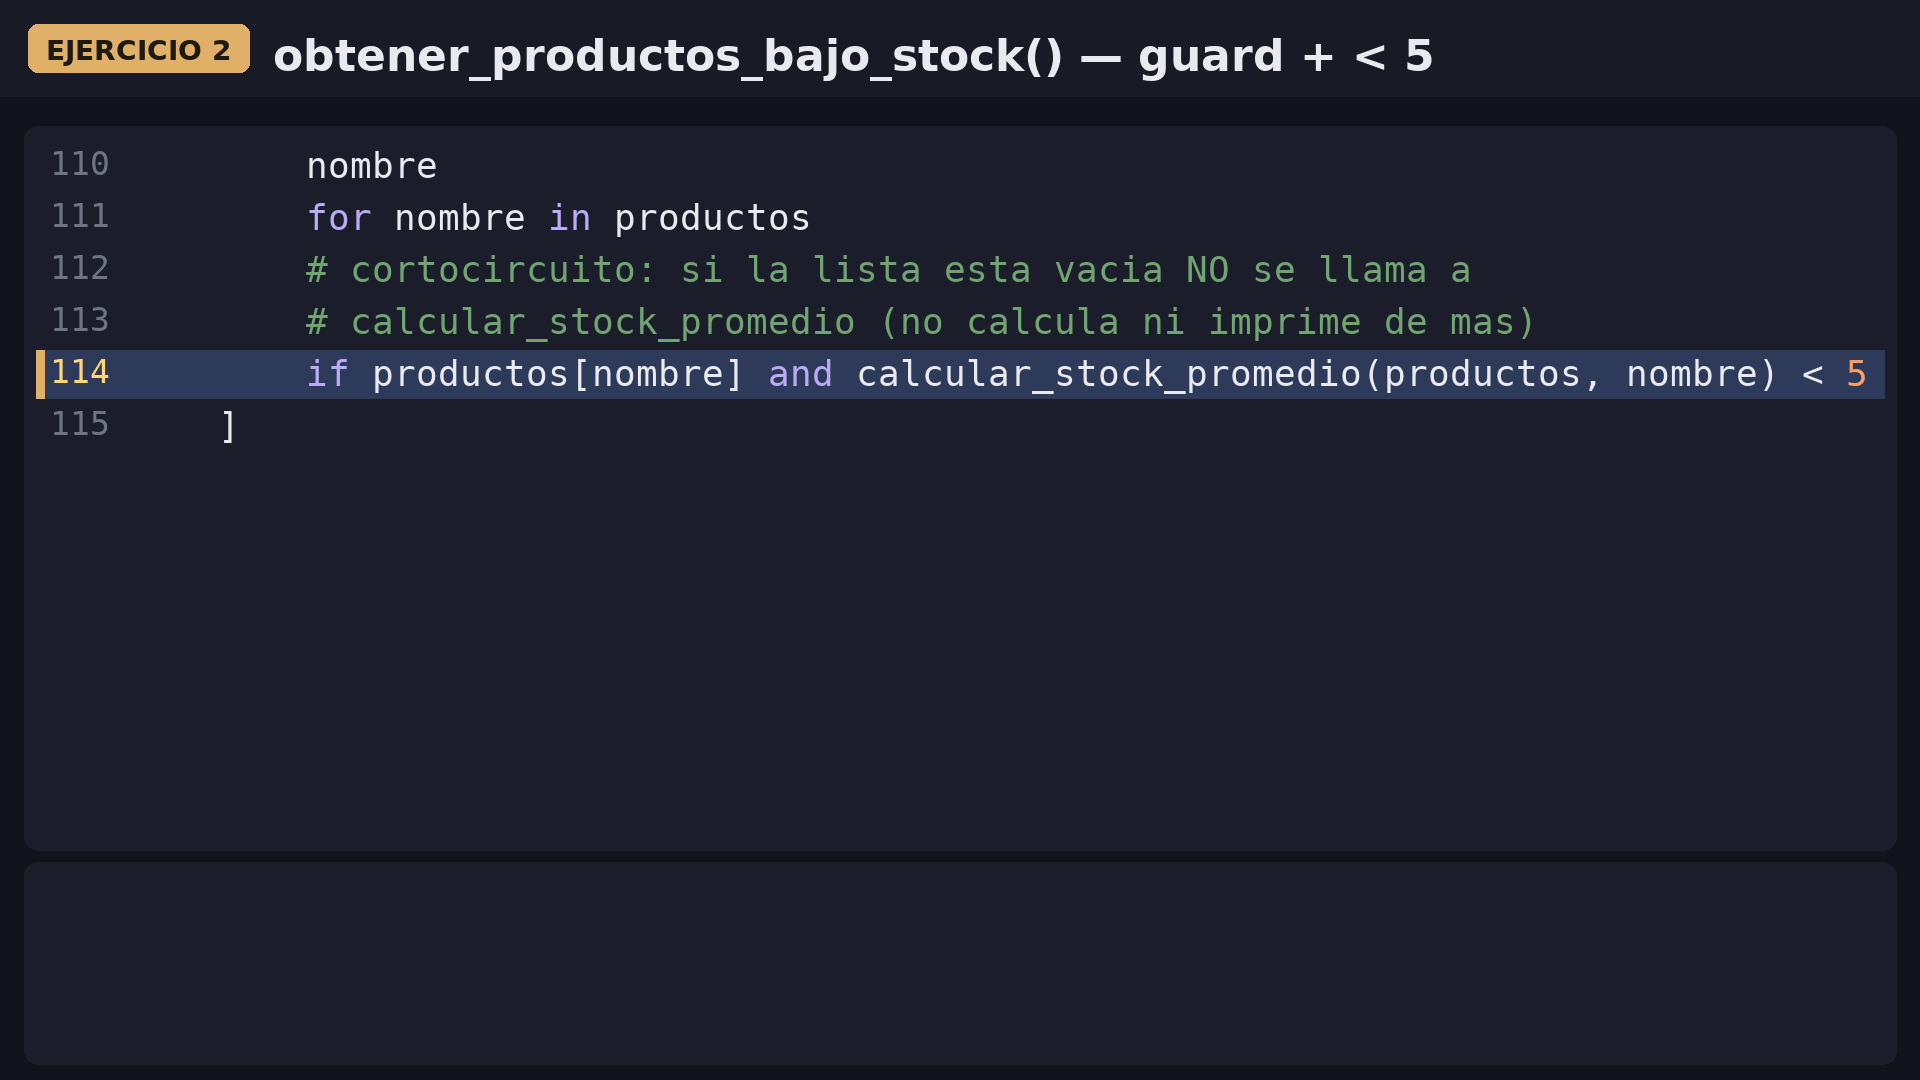 EJERCICIO 2 obtener_productos_bajo_stock() — guard + < 5
110 nombre
111 for nombre in productos
112 # cortocircuito: si la lista esta vacia NO se llama a
113 # calcular_stock_promedio (no calcula ni imprime de mas)
114 if productos[nombre] and calcular_stock_promedio(productos, nombre) < 5
115 ]